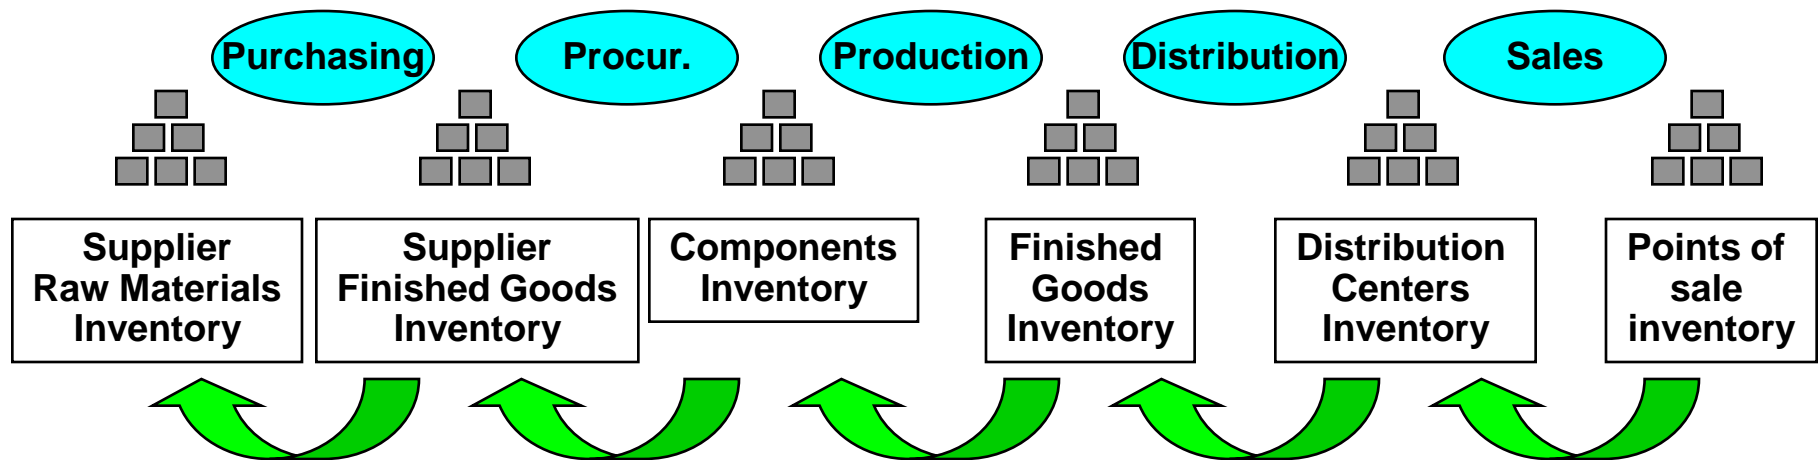 Purchasing
Procur.
Production
Distribution
Sales
Supplier
Raw Materials
Inventory
Supplier
Finished Goods
Inventory
Components
Inventory
Finished
Goods
Inventory
Distribution
Centers
Inventory
Points of
sale
inventory